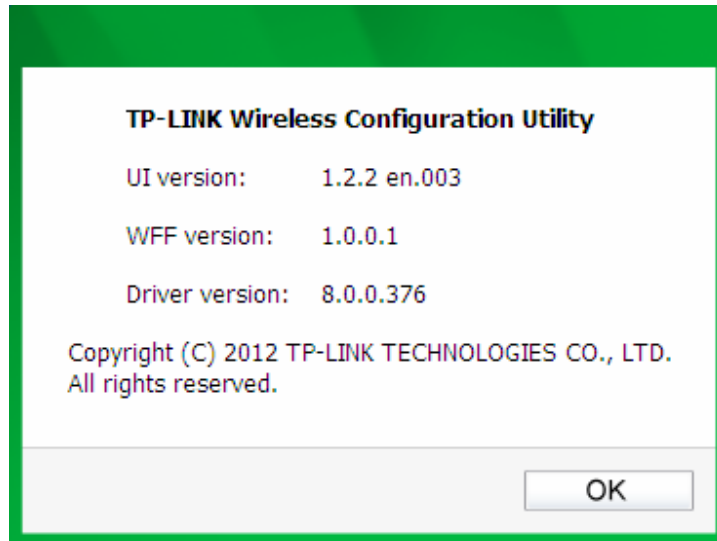 TP-LINK Wireless Configuration Utility
UI version: 1.2.2 en.003
WFF version: 1.0.0.1
Driver version: 8.0.0.376
Copyright (C) 2012 TP-LINK TECHNOLOGIES CO., LTD.
All rights reserved.
OK